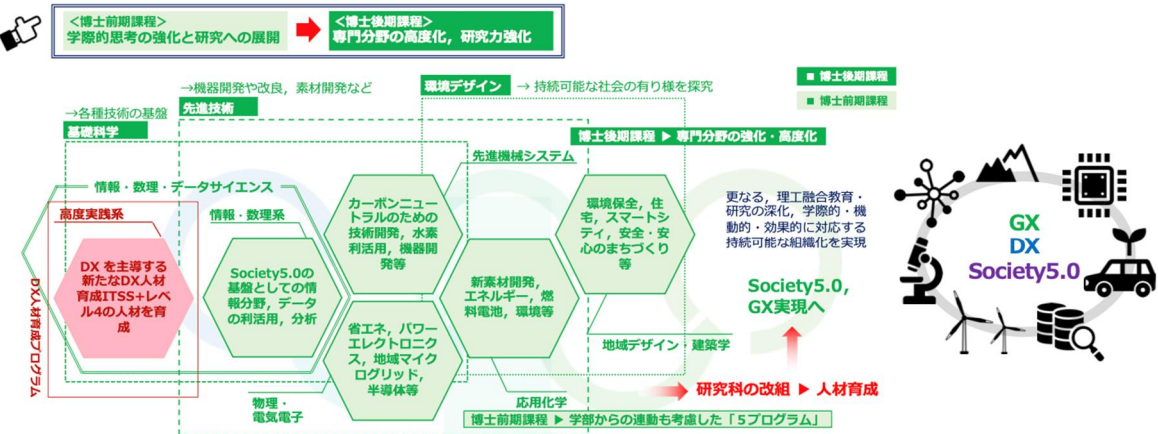 <博士前期課程>
学際的思考の強化と研究への展開
<博士後期課程>
専門分野の高度化，研究力強化
■ 博士後期課程
■ 博士前期課程
→機器開発や改良，素材開発など
先進技術
環境デザイン
→ 持続可能な社会の有り様を探究
→各種技術の基盤
基礎科学
博士後期課程 ▶ 専門分野の強化・高度化
先進機械システム
情報・数理・データサイエンス
高度実践系
情報・数理系
DX を主導する
新たなDX人材
育成ITSS+レベ
ル4の人材を育
成
DX人材育成プログラム
Society5.0の
基盤としての情
報分野，データ
の利活用，分析
カーボンニュー
トラルのための
技術開発，水素
利活用，機器開
発等
省エネ，パワー
エレクトロニク
ス，地域マイク
ログリッド，
半導体等
新素材開発，
エネルギー，燃
料電池，環境等
環境保全，住
宅，スマートシ
ティ，安全・安
心のまちづくり
等
更なる，理工融合教育・
研究の深化，学際的・機
動的・効果的に対応する
持続可能な組織化を実現
Society5.0，
GX実現へ
地域デザイン・建築学
物理・
電気電子
応用化学
研究科の改組 ▶ 人材育成
博士前期課程 ▶ 学部からの連動も考慮した「５プログラム」
GX
DX
Society5.0